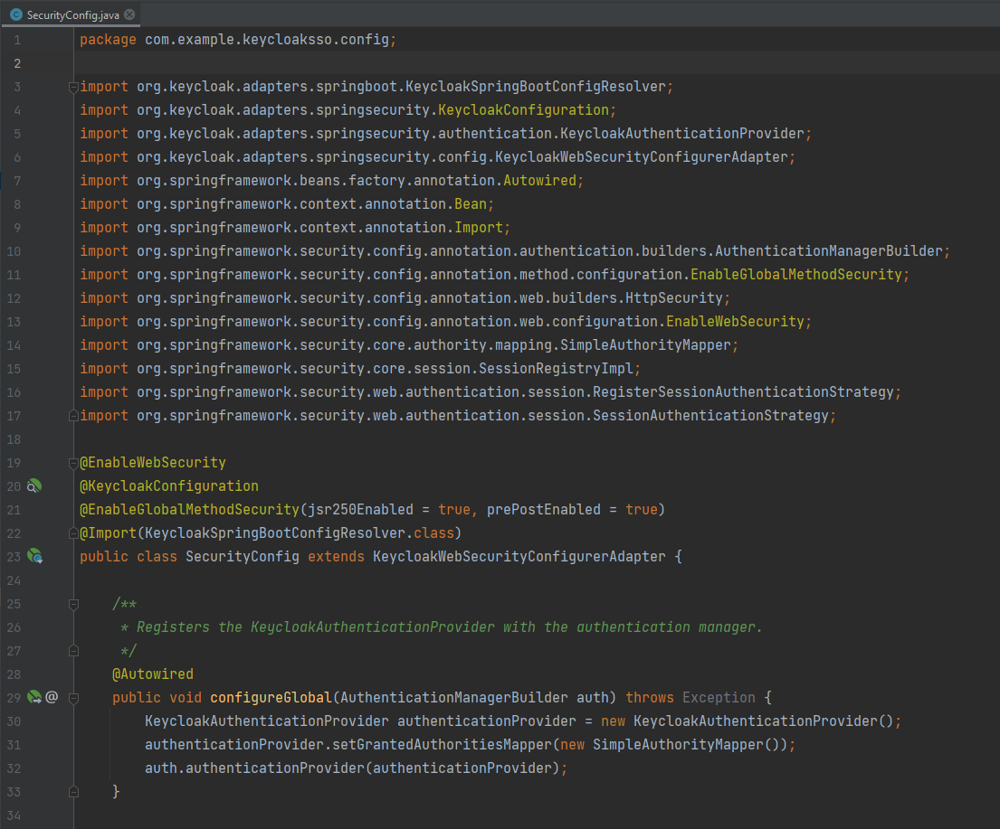 SecurityConfig.java
1 package com.example.keycloaksso.config;
2
3 import org.keycloak.adapters.springboot.KeycloakSpringBootConfigResolver;
4 import org.keycloak.adapters.springsecurity.KeycloakConfiguration;
5 import org.keycloak.adapters.springsecurity.authentication.KeycloakAuthenticationProvider;
6 import org.keycloak.adapters.springsecurity.config.KeycloakWebSecurityConfigurerAdapter;
7 import org.springframework.beans.factory.annotation.Autowired;
8 import org.springframework.context.annotation.Bean;
9 import org.springframework.context.annotation.Import;
10 import org.springframework.security.config.annotation.authentication.builders.AuthenticationManagerBuilder;
11 import org.springframework.security.config.annotation.method.configuration.EnableGlobalMethodSecurity;
12 import org.springframework.security.config.annotation.web.builders.HttpSecurity;
13 import org.springframework.security.config.annotation.web.configuration.EnableWebSecurity;
14 import org.springframework.security.core.authority.mapping.SimpleAuthorityMapper;
15 import org.springframework.security.core.session.SessionRegistryImpl;
16 import org.springframework.security.web.authentication.session.RegisterSessionAuthenticationStrategy;
17 import org.springframework.security.web.authentication.session.SessionAuthenticationStrategy;
18
19 @EnableWebSecurity
20 @KeycloakConfiguration
21 @EnableGlobalMethodSecurity(jsr250Enabled = true, prePostEnabled = true)
22 @Import(KeycloakSpringBootConfigResolver.class)
23 public class SecurityConfig extends KeycloakWebSecurityConfigurerAdapter {
24
25 /**
26 * Registers the KeycloakAuthenticationProvider with the authentication manager.
27 */
28 @Autowired
29 @ public void configureGlobal(AuthenticationManagerBuilder auth) throws Exception {
30 KeycloakAuthenticationProvider authenticationProvider = new KeycloakAuthenticationProvider();
31 authenticationProvider.setGrantedAuthoritiesMapper(new SimpleAuthorityMapper());
32 auth.authenticationProvider(authenticationProvider);
33 }
34